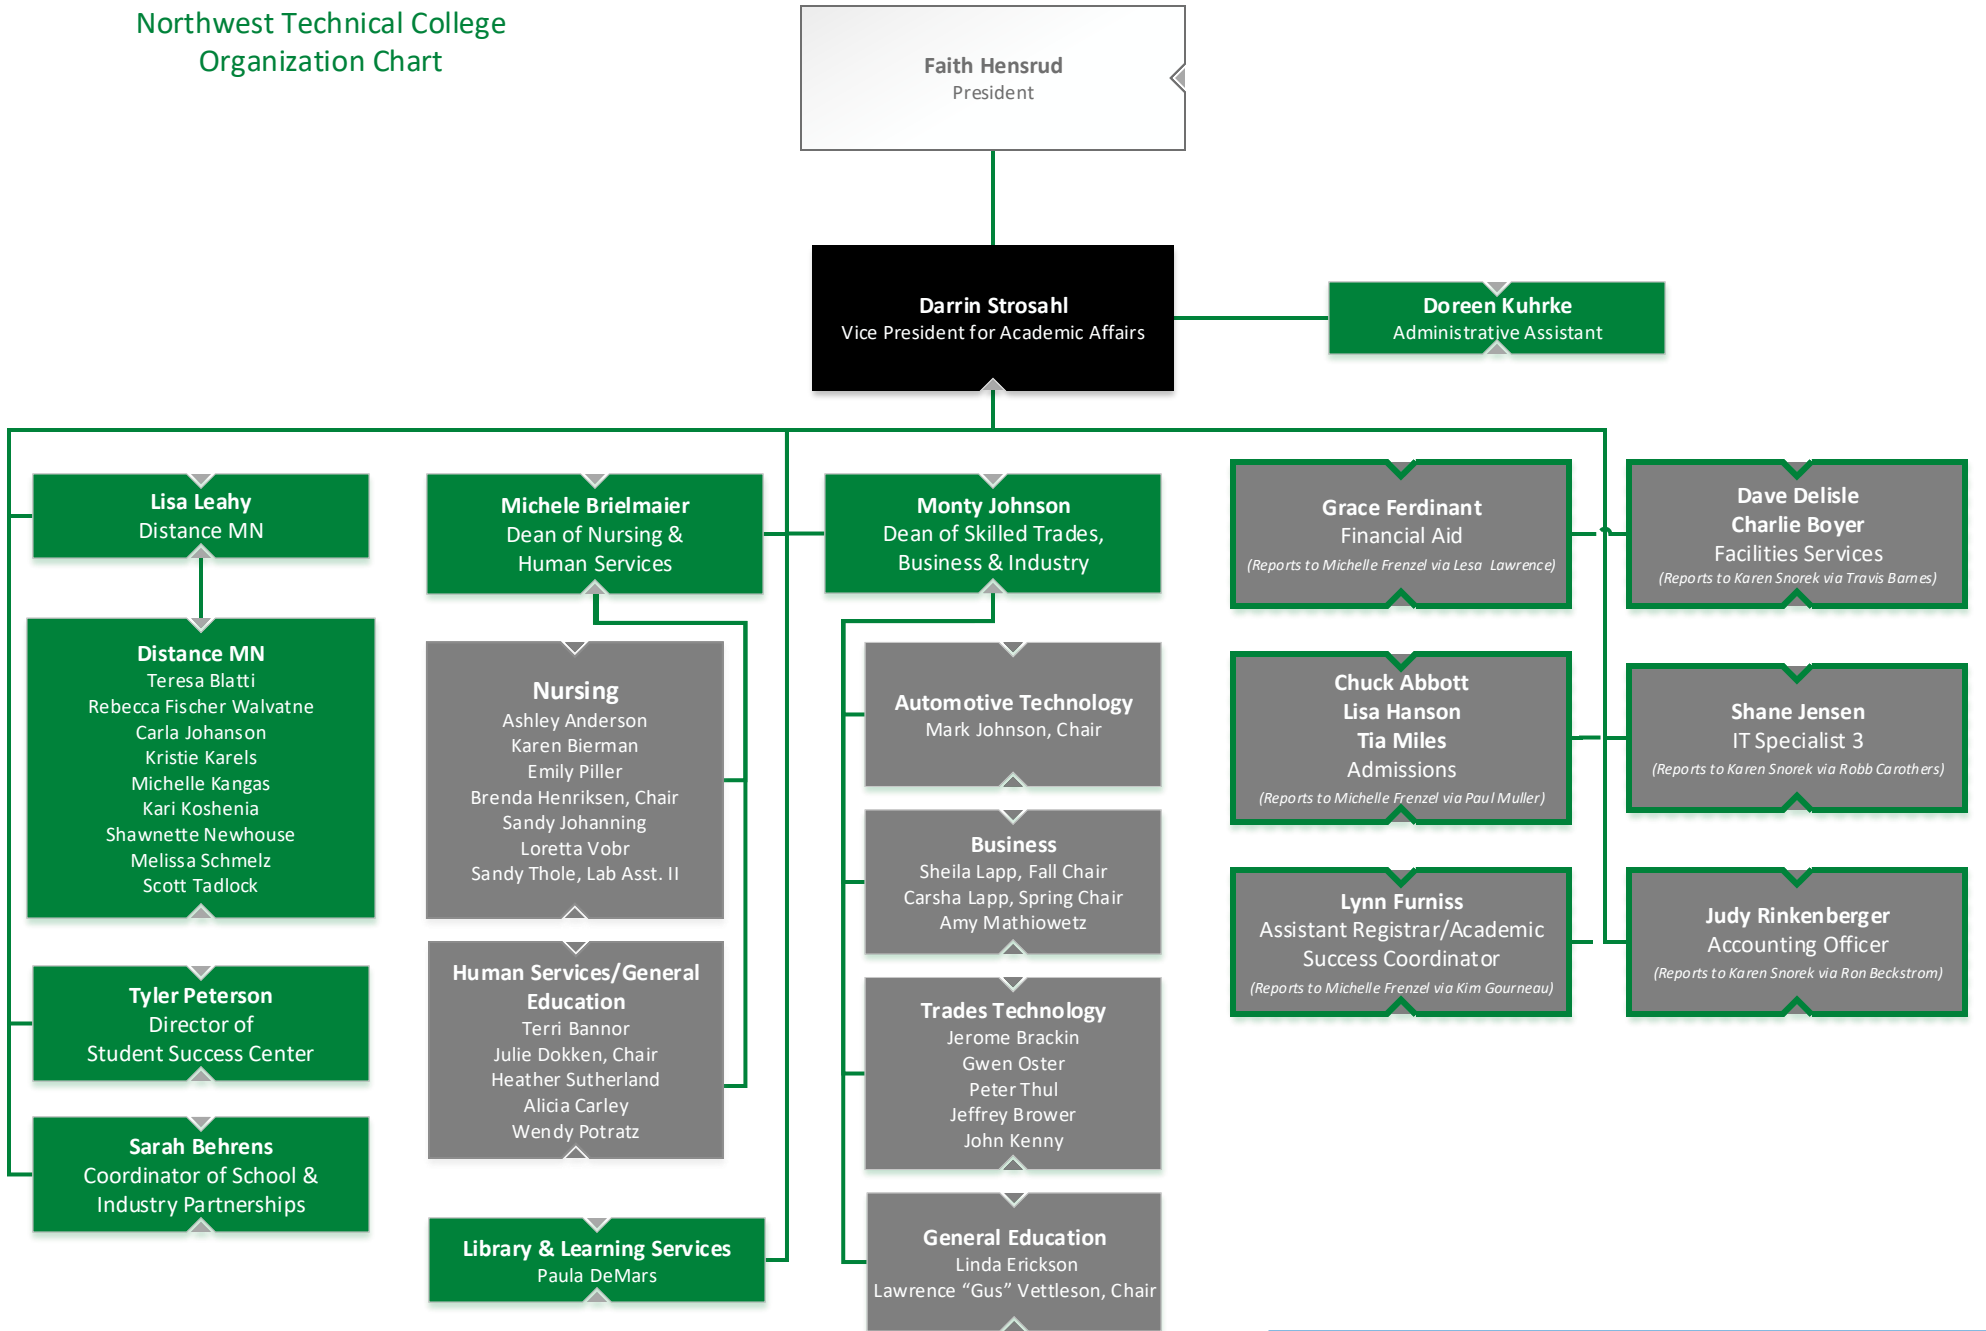 Northwest Technical College
Organization Chart
Faith Hensrud
President
Darrin Strosahl
Vice President for Academic Affairs
Doreen Kuhrke
Administrative Assistant
Lisa Leahy
Distance MN
Distance MN
Teresa Blatti
Rebecca Fischer Walvatne
Carla Johanson
Kristie Karels
Michelle Kangas
Kari Koshenia
Shawnette Newhouse
Melissa Schmelz
Scott Tadlock
Tyler Peterson
Director of
Student Success Center
Sarah Behrens
Coordinator of School &
Industry Partnerships
Michele Brielmaier
Dean of Nursing &
Human Services
Nursing
Ashley Anderson
Karen Bierman
Emily Piller
Brenda Henriksen, Chair
Sandy Johanning
Loretta Vobr
Sandy Thole, Lab Asst. II
Human Services/General
Education
Terri Bannor
Julie Dokken, Chair
Heather Sutherland
Alicia Carley
Wendy Potratz
Library & Learning Services
Paula DeMars
Monty Johnson
Dean of Skilled Trades,
Business & Industry
Automotive Technology
Mark Johnson, Chair
Business
Sheila Lapp, Fall Chair
Carsha Lapp, Spring Chair
Amy Mathiowetz
Trades Technology
Jerome Brackin
Gwen Oster
Peter Thul
Jeffrey Brower
John Kenny
General Education
Linda Erickson
Lawrence “Gus” Vettleson, Chair
Grace Ferdinant
Financial Aid
(Reports to Michelle Frenzel via Lesa Lawrence)
Chuck Abbott
Lisa Hanson
Tia Miles
Admissions
(Reports to Michelle Frenzel via Paul Muller)
Lynn Furniss
Assistant Registrar/Academic
Success Coordinator
(Reports to Michelle Frenzel via Kim Gourneau)
Dave Delisle
Charlie Boyer
Facilities Services
(Reports to Karen Snorek via Travis Barnes)
Shane Jensen
IT Specialist 3
(Reports to Karen Snorek via Robb Carothers)
Judy Rinkenberger
Accounting Officer
(Reports to Karen Snorek via Ron Beckstrom)